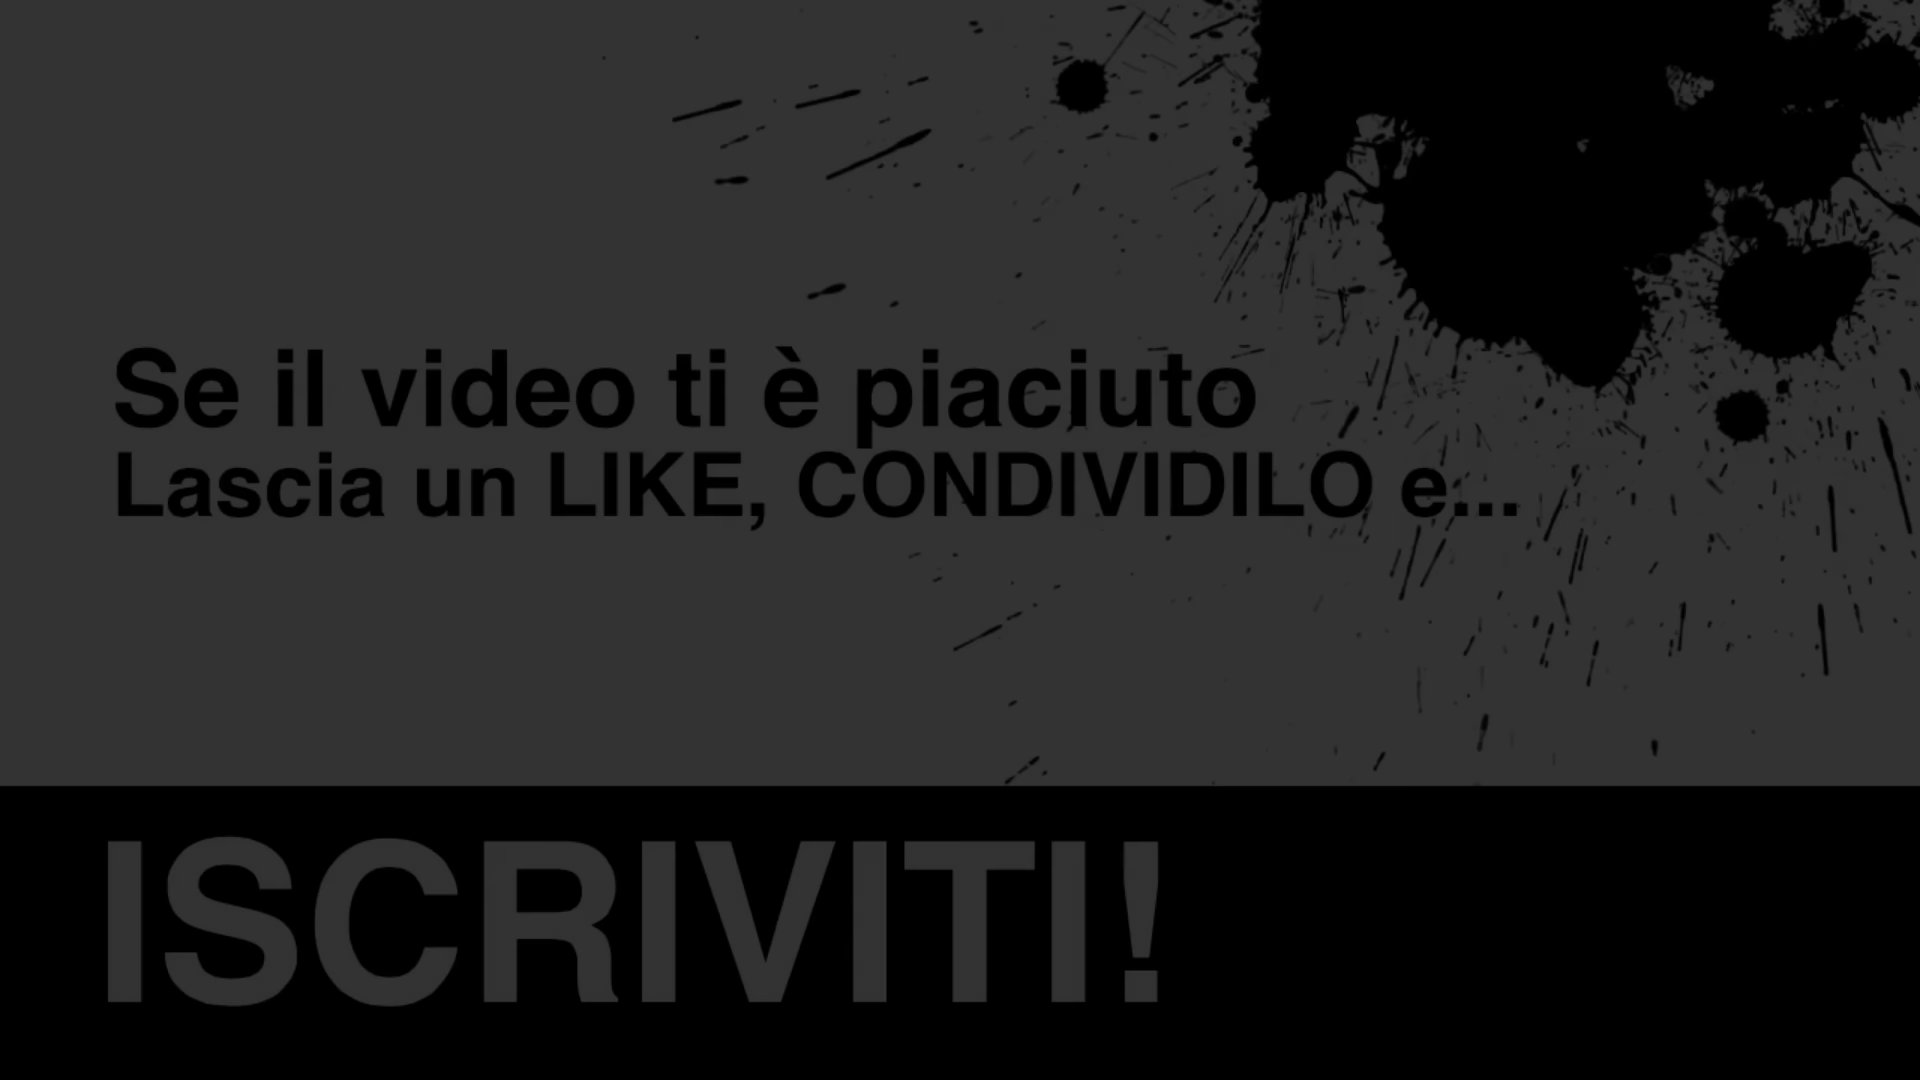 Se il video ti è piaciuto
Lascia un LIKE, CONDIVIDILO e...
ISCRIVITI!